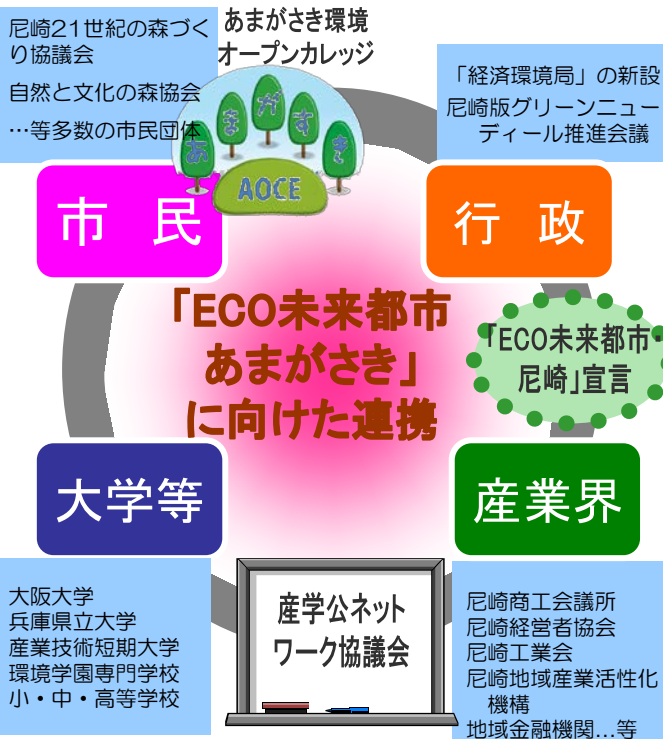 尼崎21世紀の森づく
り協議会
自然と文化の森協会
…等多数の市民団体
あまがさき環境
オープンカレッジ
あまがさき
AOCE
「経済環境局」の新設
尼崎版グリーンニュー
ディール推進会議
市　民
行　政
「ECO未来都市
あまがさき」
に向けた連携
「ECO未来都市・
尼崎」宣言
大学等
産業界
大阪大学
兵庫県立大学
産業技術短期大学
環境学園専門学校
小・中・高等学校
産学公ネット
ワーク協議会
尼崎商工会議所
尼崎経営者協会
尼崎工業会
尼崎地域産業活性化
機構
地域金融機関…等